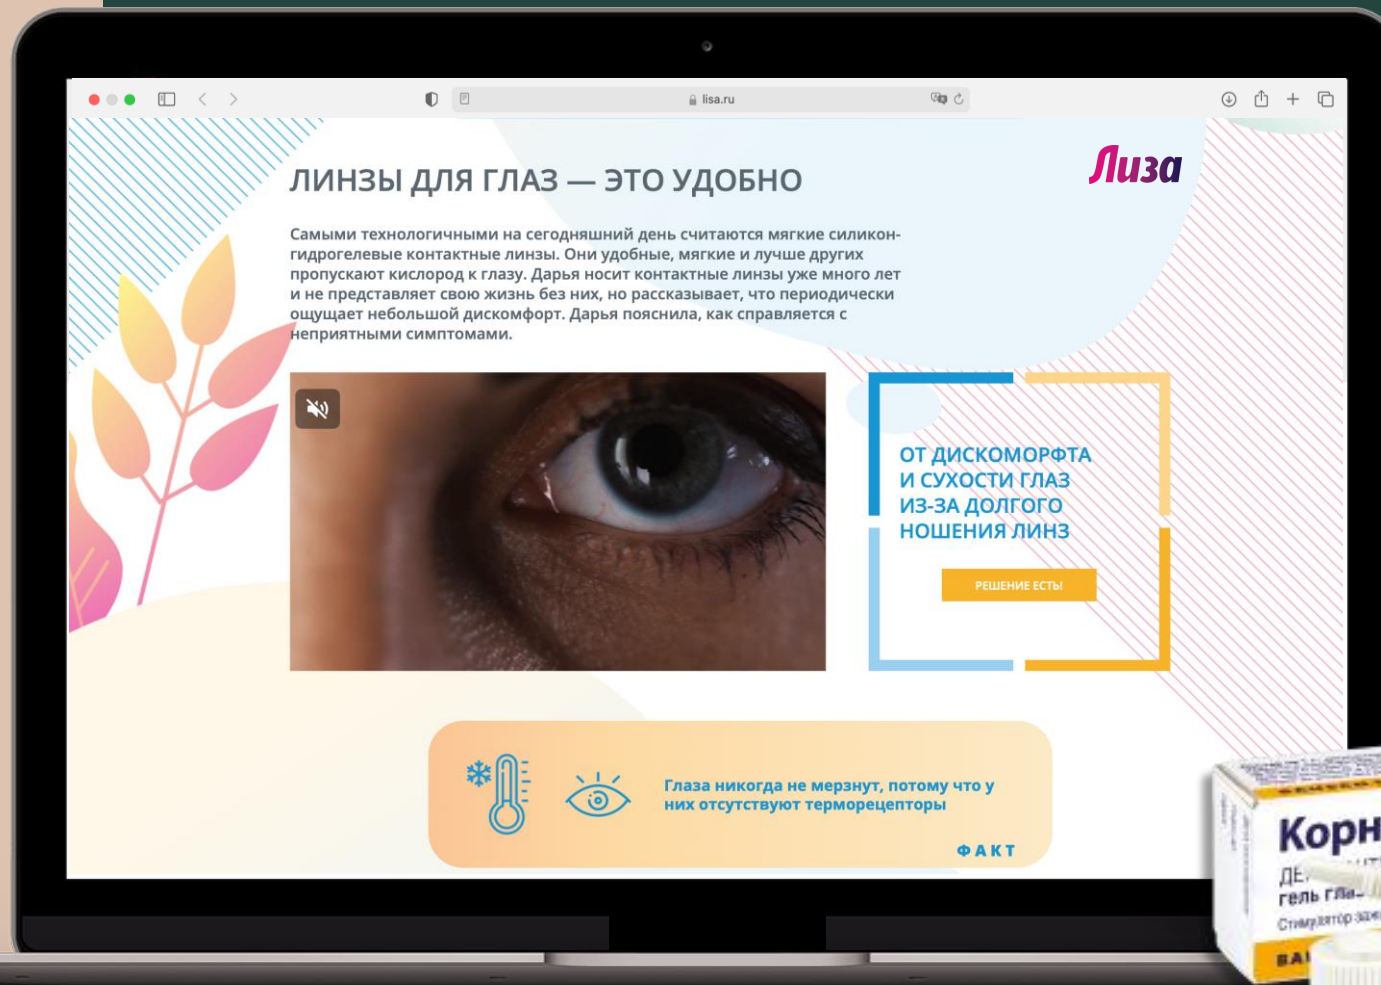 lisa.ru
Лиза
ЛИНЗЫ ДЛЯ ГЛАЗ — ЭТО УДОБНО
Самыми технологичными на сегодняшний день считаются мягкие силикон-
гидрогелевые контактные линзы. Они удобные, мягкие и лучше других
пропускают кислород к глазу. Дарья носит контактные линзы уже много лет
и не представляет свою жизнь без них, но рассказывает, что периодически
ощущает небольшой дискомфорт. Дарья пояснила, как справляется с
неприятными симптомами.
ОТ ДИСКОМОРФТА
И СУХОСТИ ГЛАЗ
ИЗ-ЗА ДОЛГОГО
НОШЕНИЯ ЛИНЗ
РЕШЕНИЕ ЕСТЬ!
Глаза никогда не мерзнут, потому что у
них отсутствуют терморецепторы
ФАКТ
Корн
гель
Стимулятор